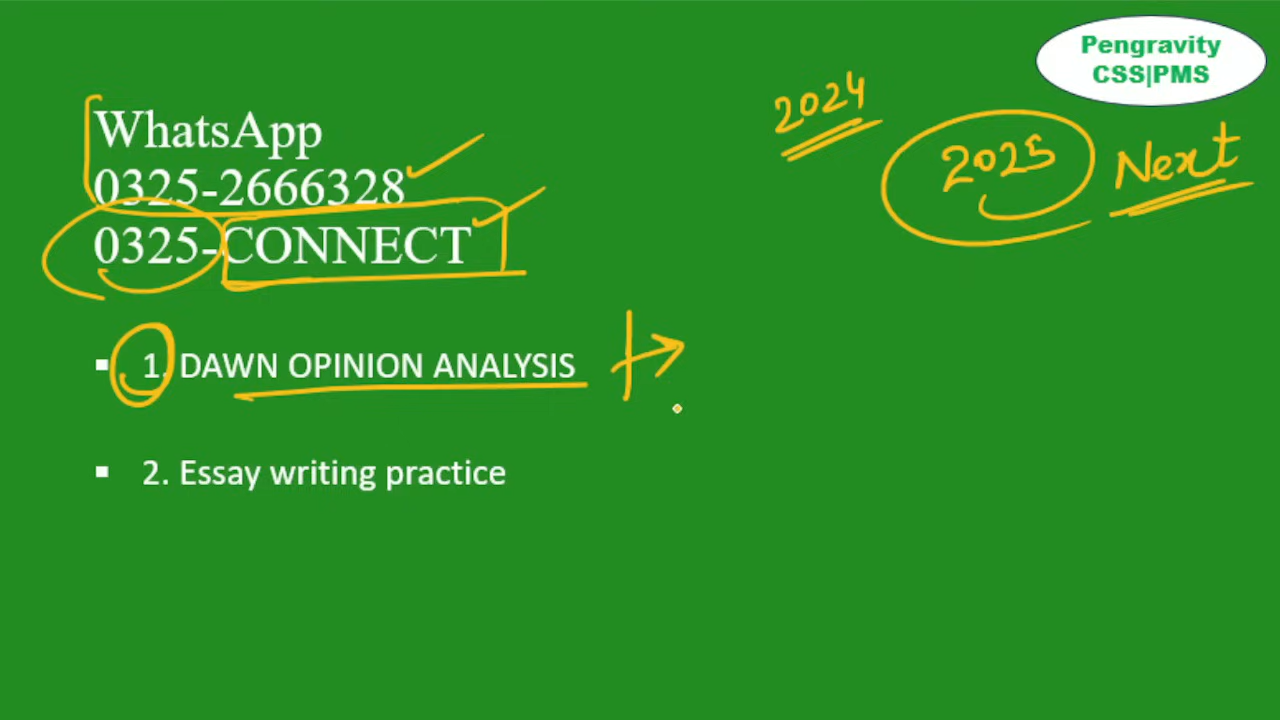 Pengravity
CSS|PMS
2024
2025 Next
WhatsApp
0325-2666328
0325-CONNECT
▪ 1. DAWN OPINION ANALYSIS
▪ 2. Essay writing practice